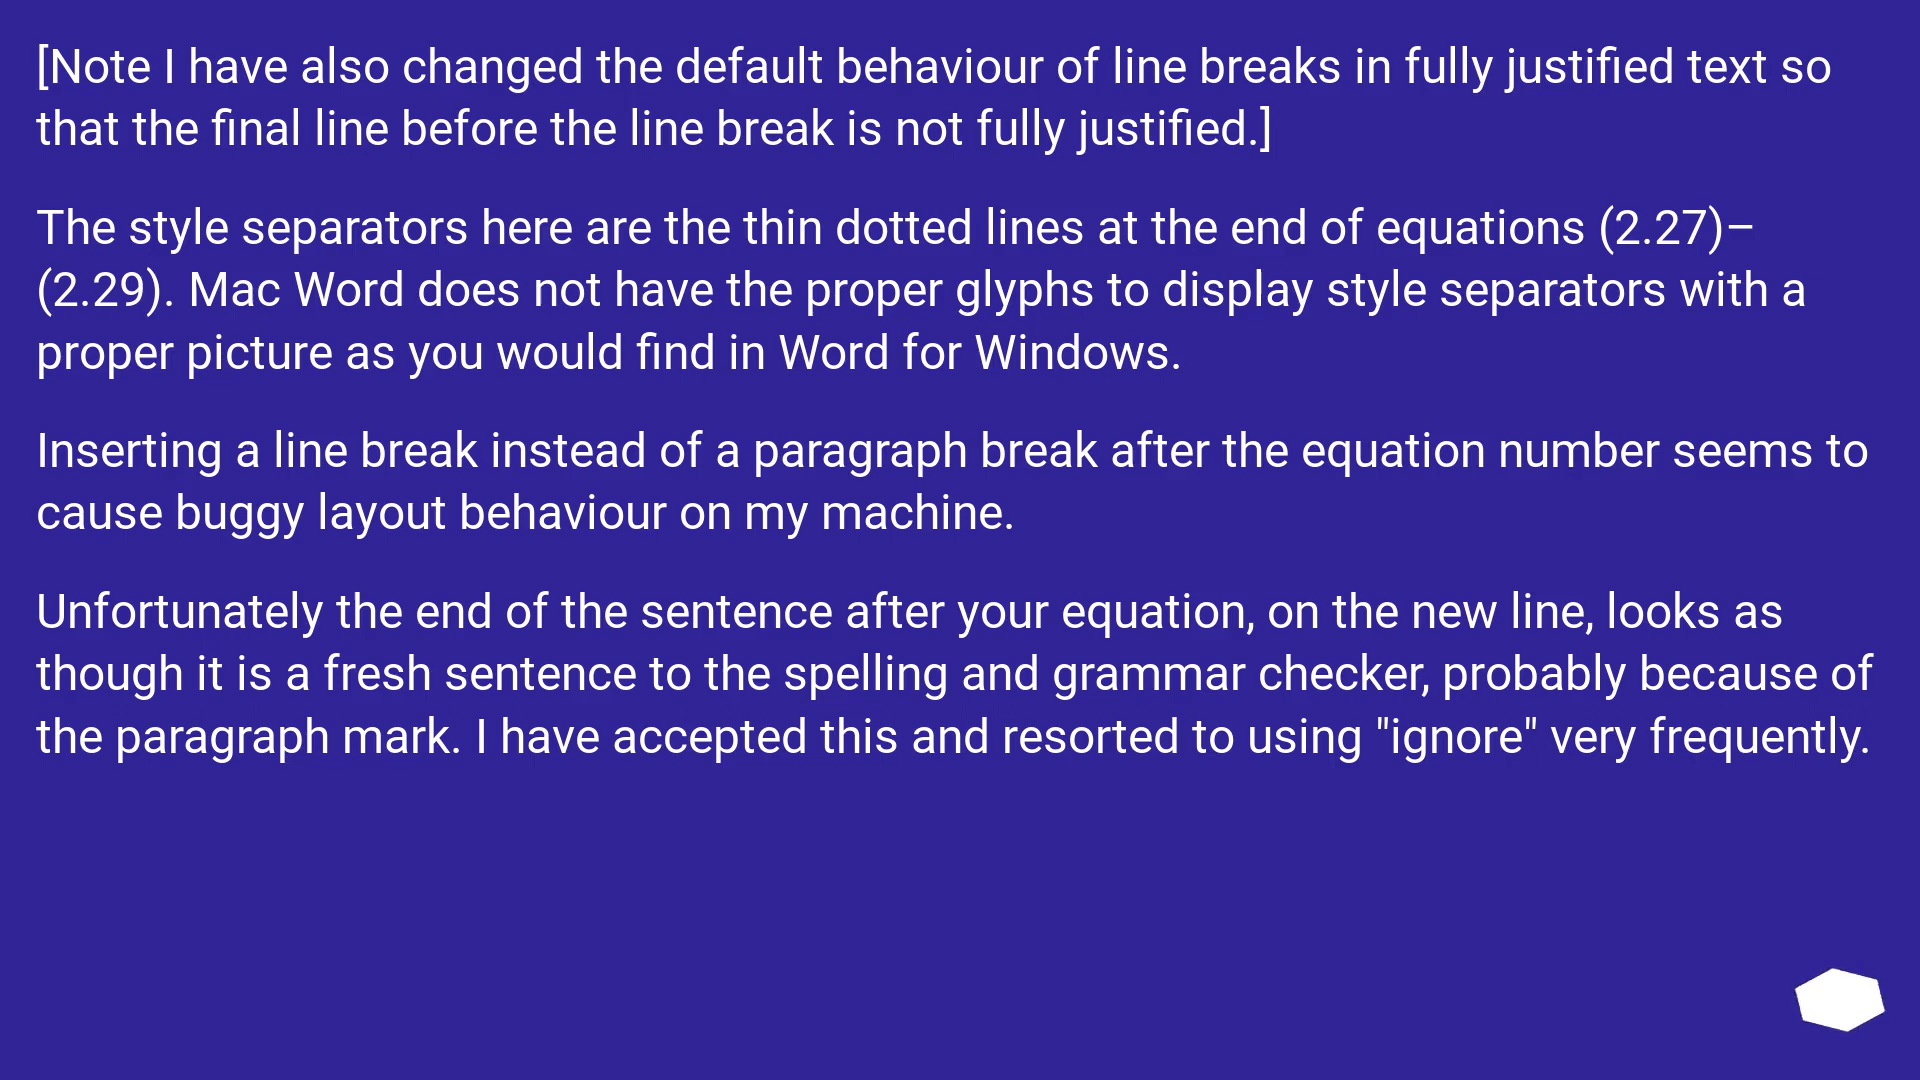 [Note I have also changed the default behaviour of line breaks in fully justified text so
that the final line before the line break is not fully justified.]
The style separators here are the thin dotted lines at the end of equations (2.27)–
(2.29). Mac Word does not have the proper glyphs to display style separators with a
proper picture as you would find in Word for Windows.
Inserting a line break instead of a paragraph break after the equation number seems to
cause buggy layout behaviour on my machine.
Unfortunately the end of the sentence after your equation, on the new line, looks as
though it is a fresh sentence to the spelling and grammar checker, probably because of
the paragraph mark. I have accepted this and resorted to using "ignore" very frequently.